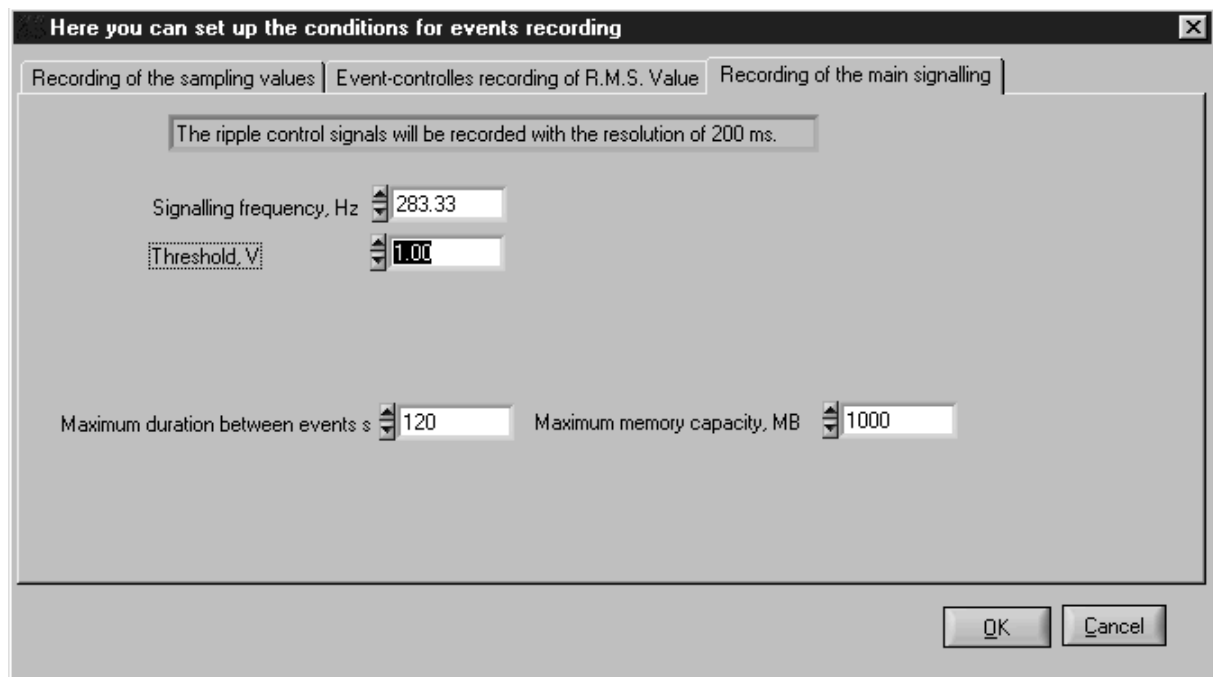 Here you can set up the conditions for events recording
Recording of the sampling values Event-controlles recording of R.M.S. Value Recording of the main signalling
The ripple control signals will be recorded with the resolution of 200 ms.
Signalling frequency, Hz 283.33
Threshold, V 1.00
Maximum duration between events s 120 Maximum memory capacity, MB 1000
OK Cancel